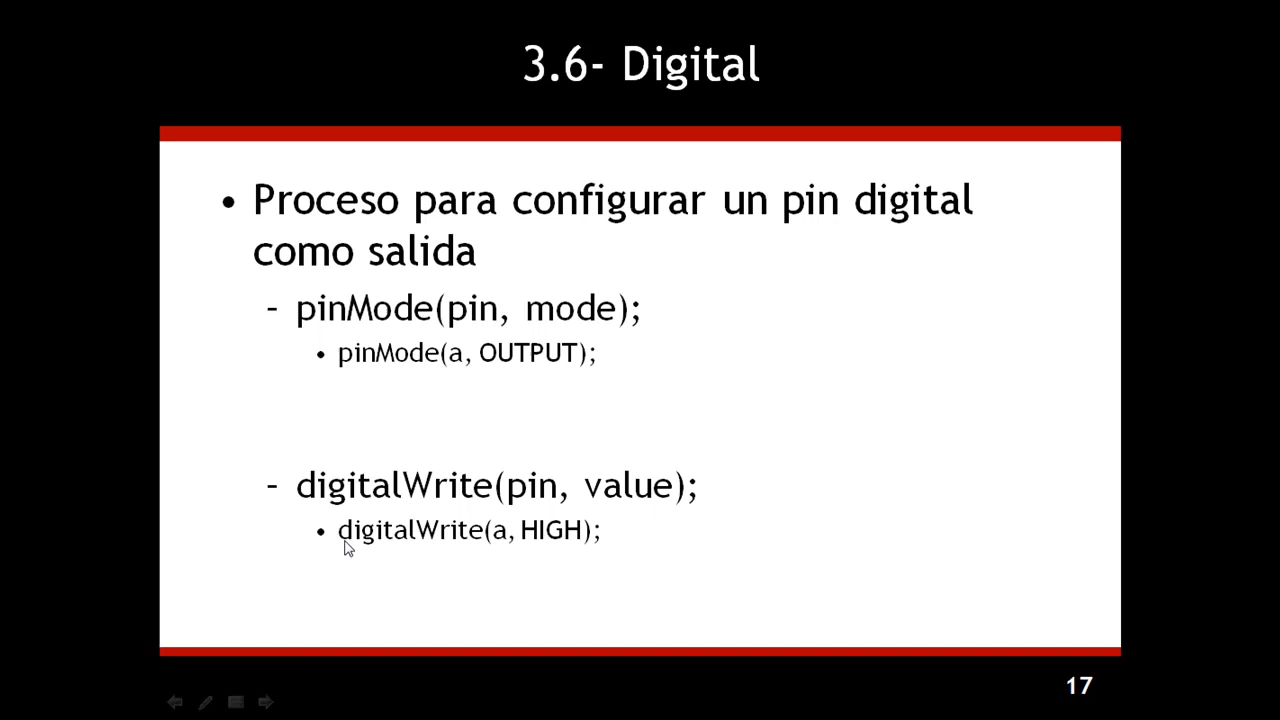 3.6- Digital
• Proceso para configurar un pin digital
como salida
– pinMode(pin, mode);
• pinMode(a, OUTPUT);
– digitalWrite(pin, value);
• digitalWrite(a, HIGH);
17